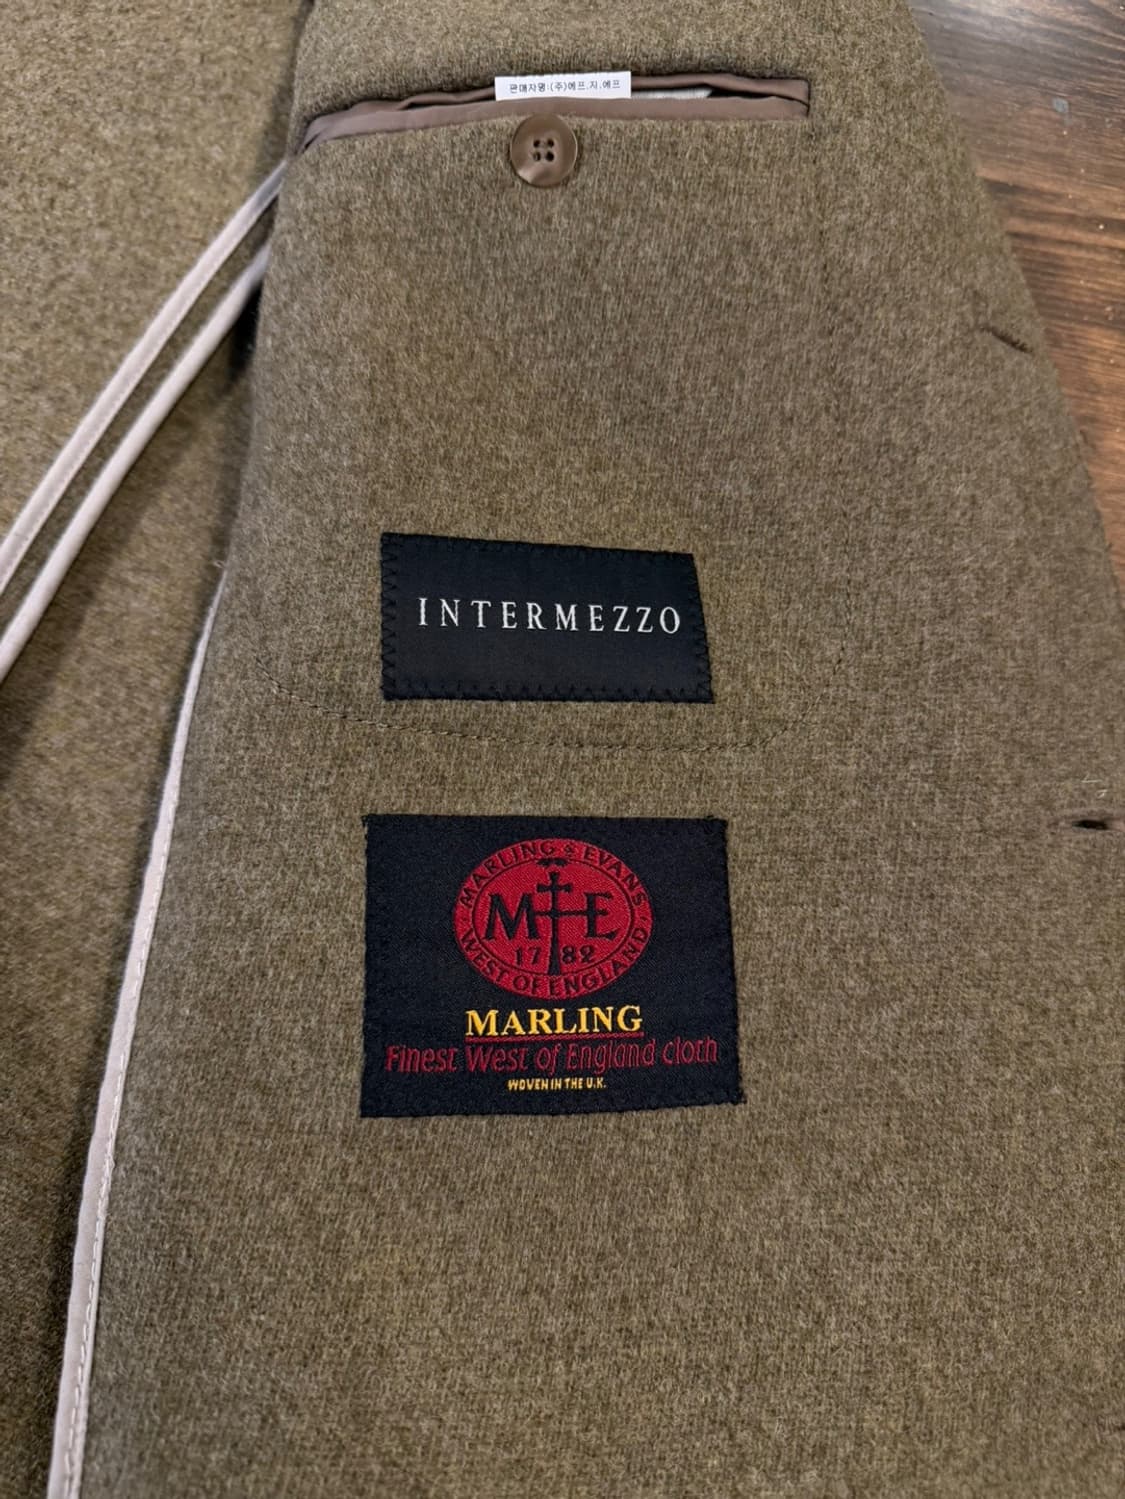 판매자명:(주)에프.지.에프
INTERMEZZO
MARLING & EVANS
M E
17 82
WEST OF ENGLAND
MARLING
Finest West of England cloth
WOVEN IN THE U.K.